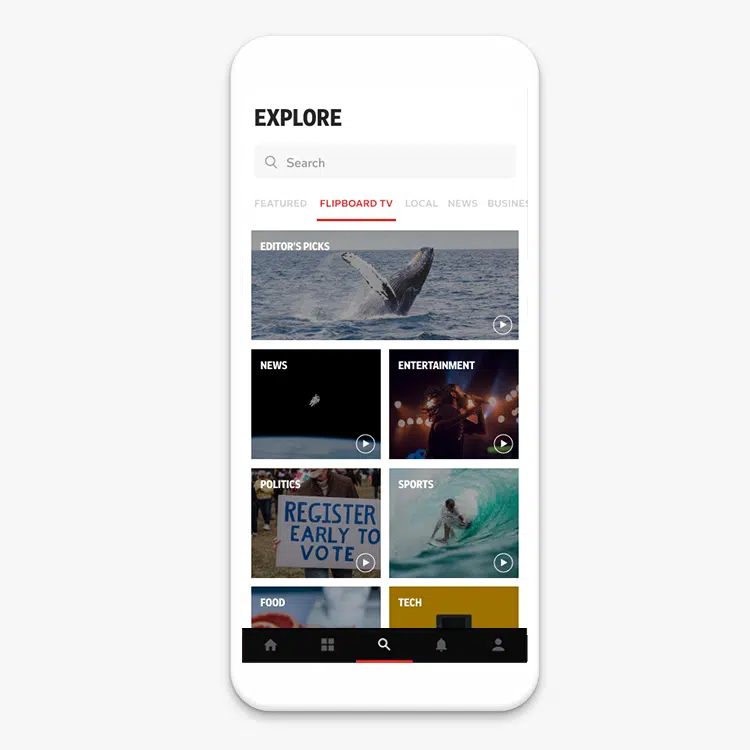 EXPLORE
Search
FEATURED FLIPBOARD TV LOCAL NEWS BUSINES
EDITOR'S PICKS
NEWS
ENTERTAINMENT
POLITICS
SPORTS
REGISTER
EARLY TO
VOTE
FOOD
TECH